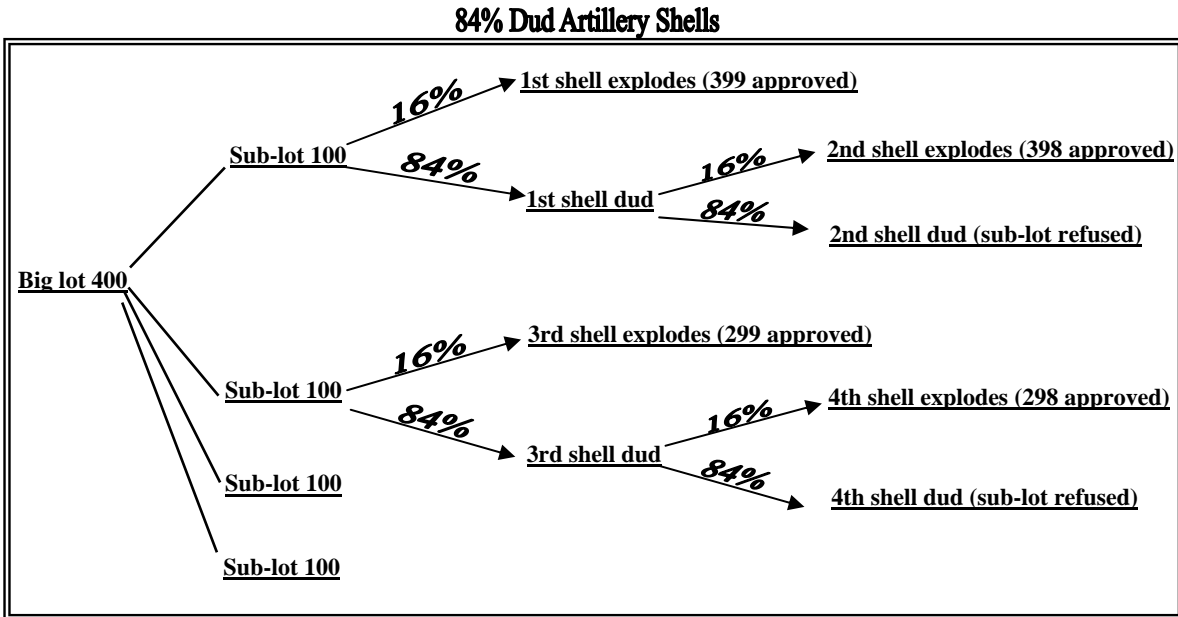 84% Dud Artillery Shells
16%
1st shell explodes (399 approved)
Sub-lot 100
84%
1st shell dud
16%
2nd shell explodes (398 approved)
84%
2nd shell dud (sub-lot refused)
Big lot 400
16%
3rd shell explodes (299 approved)
Sub-lot 100
84%
3rd shell dud
16%
4th shell explodes (298 approved)
84%
4th shell dud (sub-lot refused)
Sub-lot 100
Sub-lot 100